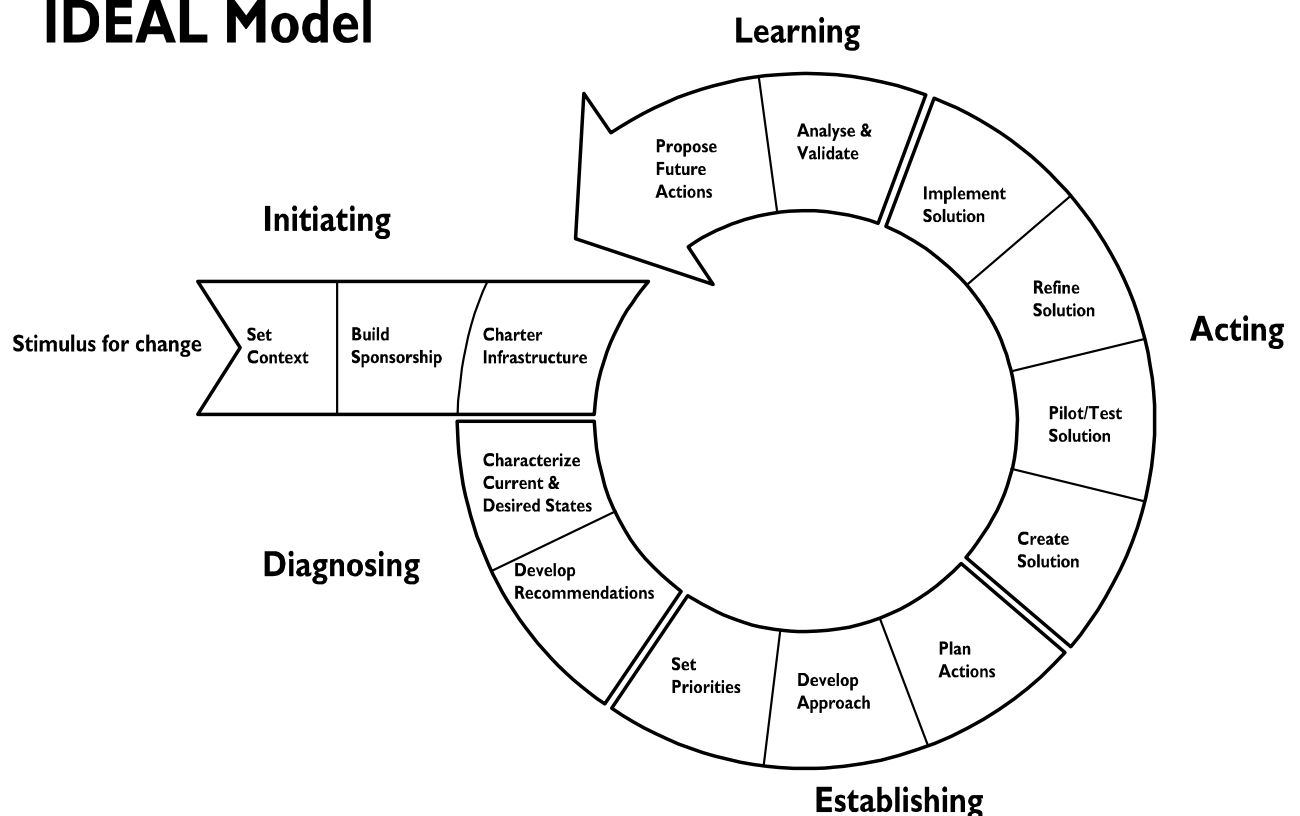 IDEAL Model
Learning
Propose
Future
Actions
Analyse &
Validate
Implement
Solution
Refine
Solution
Acting
Pilot/Test
Solution
Create
Solution
Initiating
Stimulus for change
Set
Context
Build
Sponsorship
Charter
Infrastructure
Characterize
Current &
Desired States
Diagnosing
Develop
Recommendations
Set
Priorities
Develop
Approach
Plan
Actions
Establishing